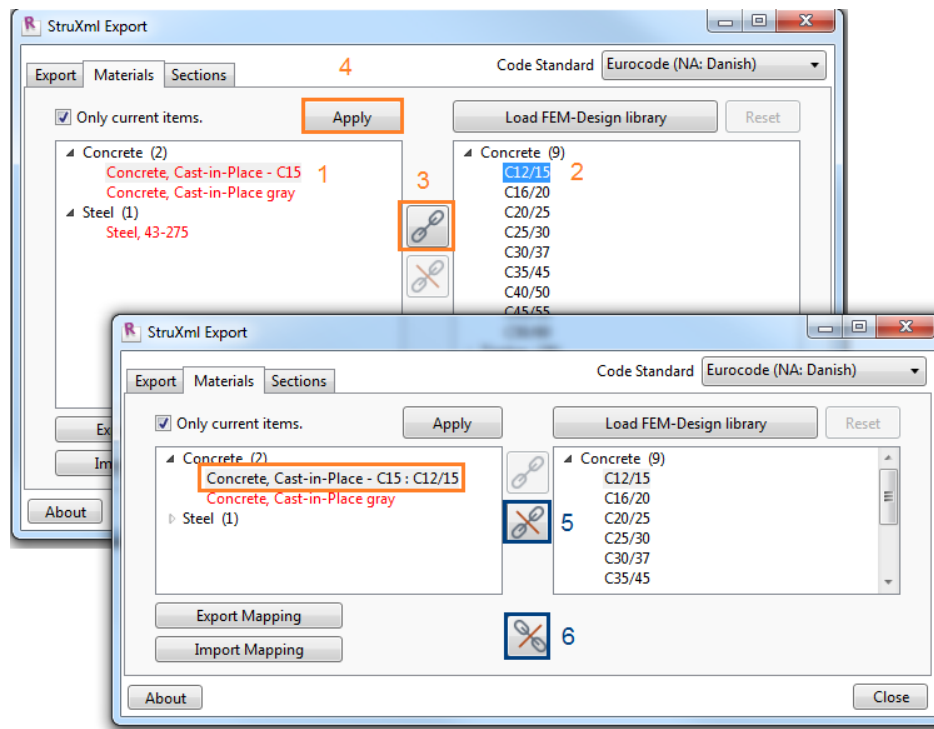 StruXml Export
Export Materials Sections
4
Code Standard Eurocode (NA: Danish)
Only current items.
Apply
Load FEM-Design library
Reset
Concrete (2)
Concrete, Cast-in-Place - C15
1
Concrete, Cast-in-Place gray
Steel (1)
Steel, 43-275
3
Concrete (9)
C12/15
2
C16/20
C20/25
C25/30
C30/37
C35/45
C40/50
C45/55
Ex
Im
About
StruXml Export
Export Materials Sections
Code Standard Eurocode (NA: Danish)
Only current items.
Apply
Load FEM-Design library
Reset
Concrete (2)
Concrete, Cast-in-Place - C15 : C12/15
Concrete, Cast-in-Place gray
Steel (1)
5
Concrete (9)
C12/15
C16/20
C20/25
C25/30
C30/37
C35/45
Export Mapping
Import Mapping
6
About
Close